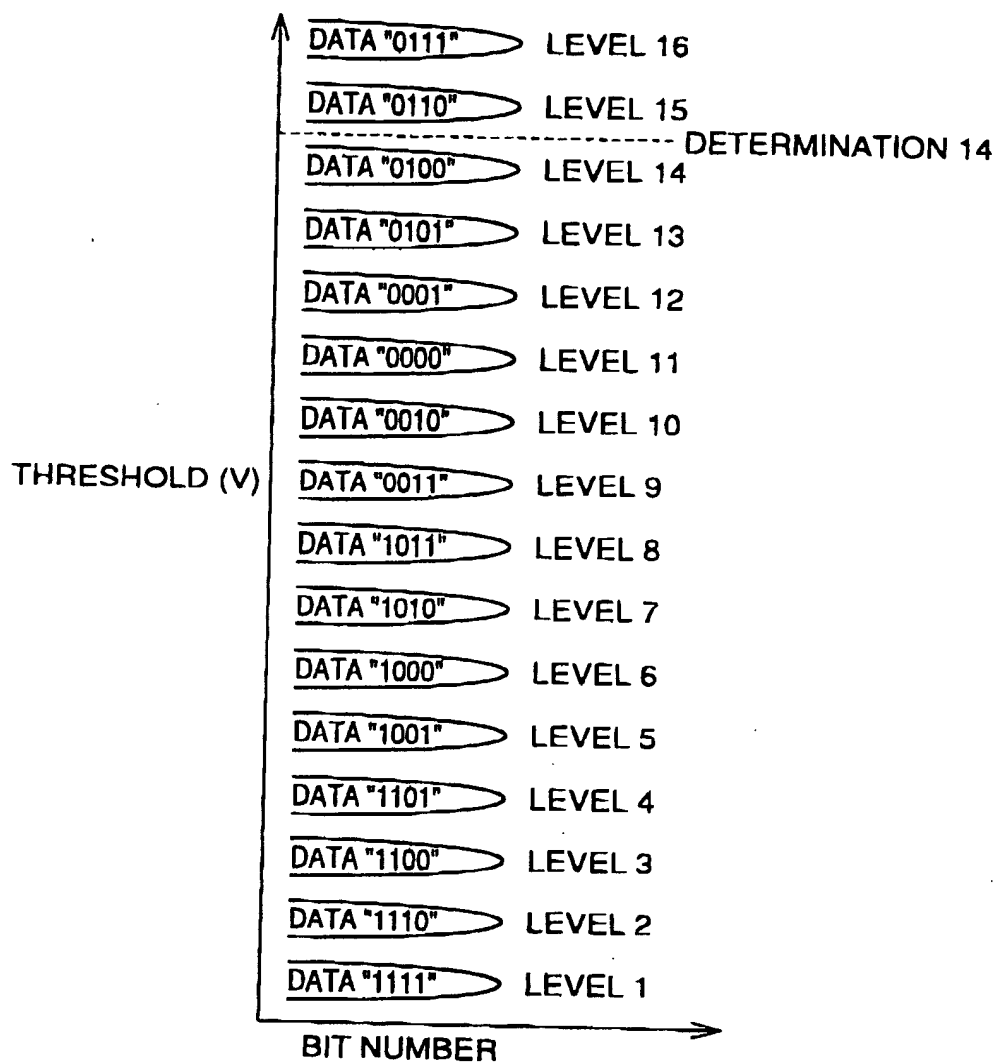 DATA "0111" LEVEL 16
DATA "0110" LEVEL 15
DETERMINATION 14
DATA "0100" LEVEL 14
DATA "0101" LEVEL 13
DATA "0001" LEVEL 12
DATA "0000" LEVEL 11
DATA "0010" LEVEL 10
THRESHOLD (V)
DATA "0011" LEVEL 9
DATA "1011" LEVEL 8
DATA "1010" LEVEL 7
DATA "1000" LEVEL 6
DATA "1001" LEVEL 5
DATA "1101" LEVEL 4
DATA "1100" LEVEL 3
DATA "1110" LEVEL 2
DATA "1111" LEVEL 1
BIT NUMBER